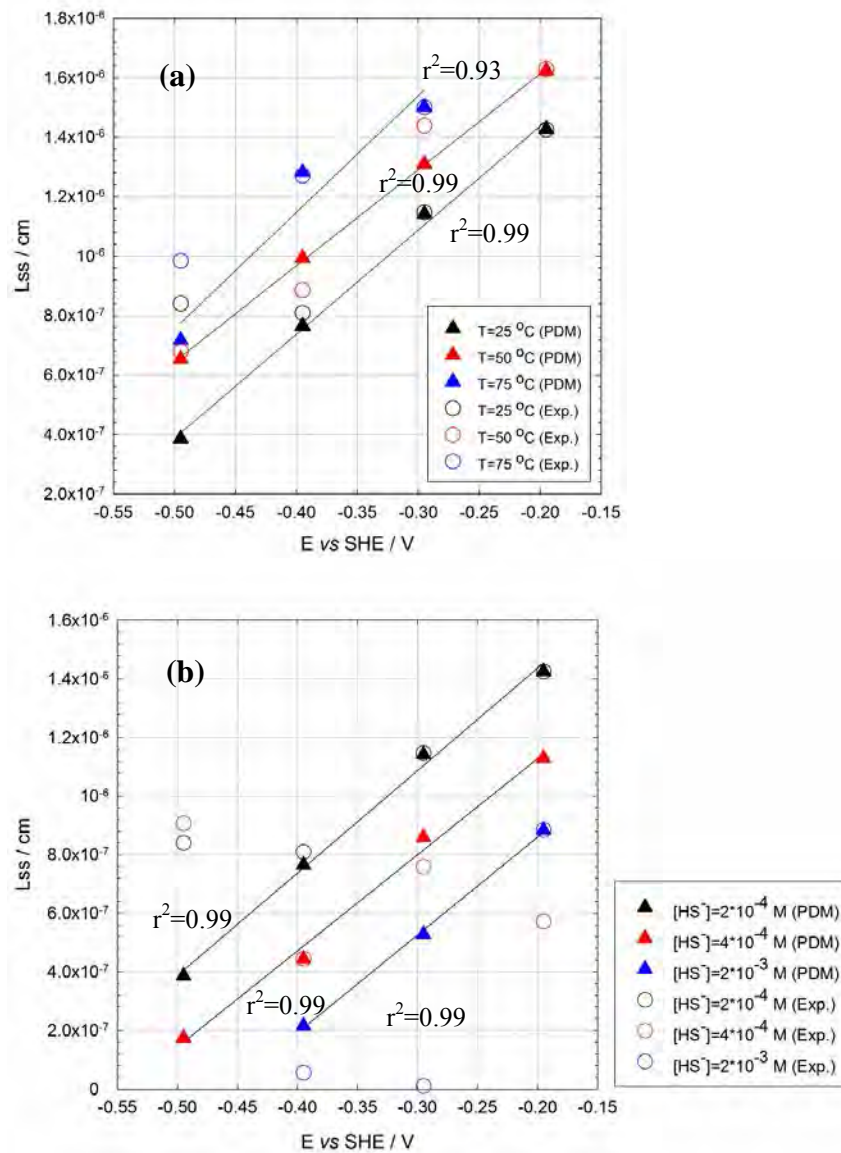 1.8x10⁻⁶
1.6x10⁻⁶
1.4x10⁻⁶
1.2x10⁻⁶
10⁻⁶
8.0x10⁻⁷
6.0x10⁻⁷
4.0x10⁻⁷
2.0x10⁻⁷
Lss / cm
(a)
r²=0.93
r²=0.99
r²=0.99
T=25 °C (PDM)
T=50 °C (PDM)
T=75 °C (PDM)
T=25 °C (Exp.)
T=50 °C (Exp.)
T=75 °C (Exp.)
-0.55 -0.50 -0.45 -0.40 -0.35 -0.30 -0.25 -0.20 -0.15
E vs SHE / V
1.6x10⁻⁶
1.4x10⁻⁶
1.2x10⁻⁶
10⁻⁶
8.0x10⁻⁷
6.0x10⁻⁷
4.0x10⁻⁷
2.0x10⁻⁷
0
Lss / cm
(b)
r²=0.99
r²=0.99
r²=0.99
[HS⁻]=2*10⁻⁴ M (PDM)
[HS⁻]=4*10⁻⁴ M (PDM)
[HS⁻]=2*10⁻³ M (PDM)
[HS⁻]=2*10⁻⁴ M (Exp.)
[HS⁻]=4*10⁻⁴ M (Exp.)
[HS⁻]=2*10⁻³ M (Exp.)
-0.55 -0.50 -0.45 -0.40 -0.35 -0.30 -0.25 -0.20 -0.15
E vs SHE / V